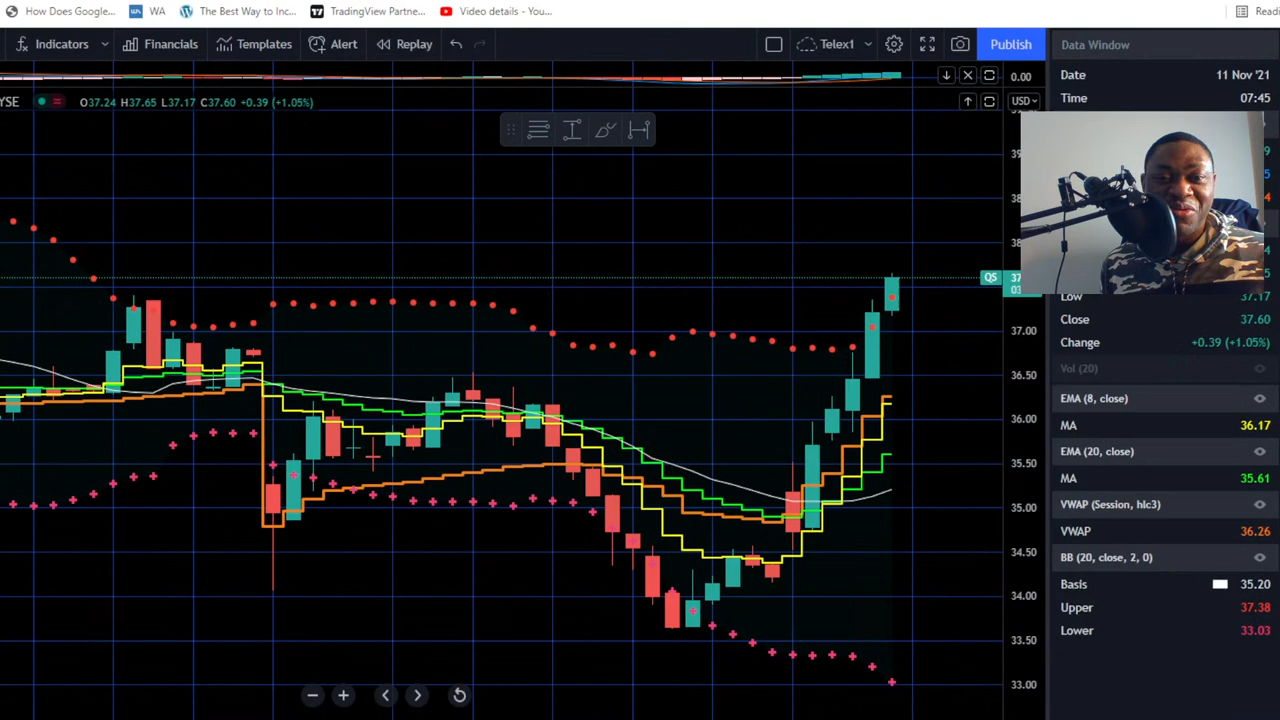 How Does Google...
WA
The Best Way to Inc...
TradingView Partne...
Video details - You...
Readi
Indicators
Financials
Templates
Alert
Replay
Telex1
Publish
Data Window
0.00
Date 11 Nov '21
Time 07:45
YSE O37.24 H37.65 L37.17 C37.60 +0.39 (+1.05%)
USD
QS
37.00
36.50
36.00
35.50
35.00
34.50
34.00
33.50
33.00
Low 37.17
Close 37.60
Change +0.39 (+1.05%)
Vol (20)
EMA (8, close)
MA 36.17
EMA (20, close)
MA 35.61
VWAP (Session, hlc3)
VWAP 36.26
BB (20, close, 2, 0)
Basis 35.20
Upper 37.38
Lower 33.03